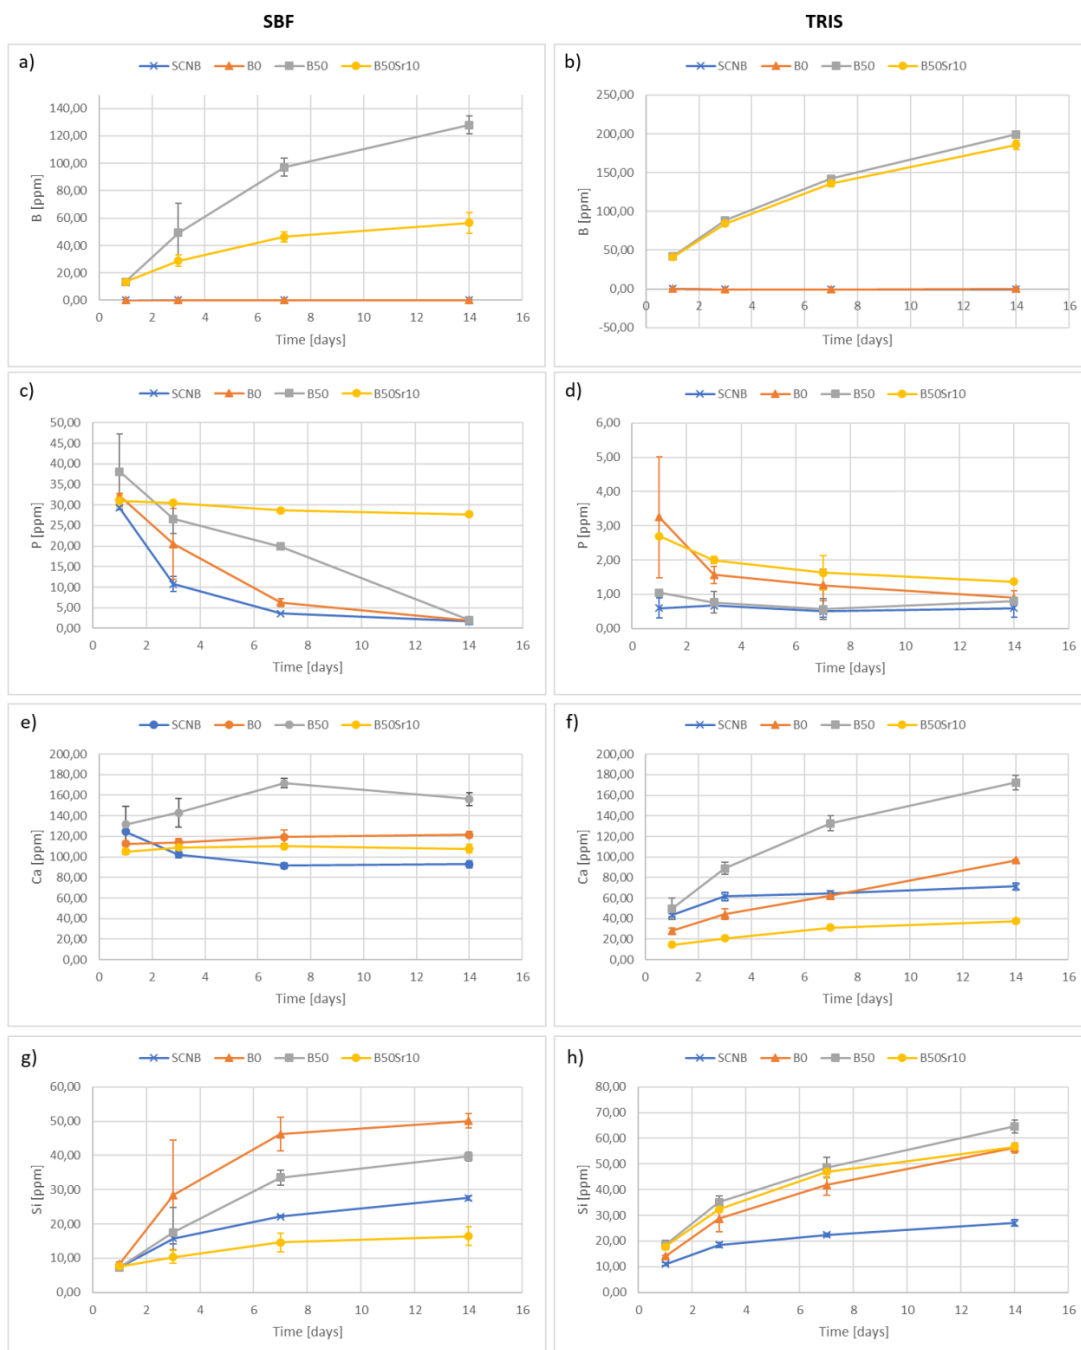 SBF
TRIS
a)
SCNB B0 B50 B50Sr10
140,00
120,00
100,00
80,00
60,00
40,00
20,00
0,00
B [ppm]
0 2 4 6 8 10 12 14 16
Time [days]
b)
SCNB B0 B50 B50Sr10
250,00
200,00
150,00
100,00
50,00
0,00
-50,00
B [ppm]
0 2 4 6 8 10 12 14 16
Time [days]
c)
SCNB B0 B50 B50Sr10
50,00
45,00
40,00
35,00
30,00
25,00
20,00
15,00
10,00
5,00
0,00
P [ppm]
0 2 4 6 8 10 12 14 16
Time [days]
d)
SCNB B0 B50 B50Sr10
6,00
5,00
4,00
3,00
2,00
1,00
0,00
P [ppm]
0 2 4 6 8 10 12 14 16
Time [days]
e)
SCNB B0 B50 B50Sr10
200,00
180,00
160,00
140,00
120,00
100,00
80,00
60,00
40,00
20,00
0,00
Ca [ppm]
0 2 4 6 8 10 12 14 16
Time [days]
f)
SCNB B0 B50 B50Sr10
200,00
180,00
160,00
140,00
120,00
100,00
80,00
60,00
40,00
20,00
0,00
Ca [ppm]
0 2 4 6 8 10 12 14 16
Time [days]
g)
SCNB B0 B50 B50Sr10
60,00
50,00
40,00
30,00
20,00
10,00
0,00
Si [ppm]
0 2 4 6 8 10 12 14 16
Time [days]
h)
SCNB B0 B50 B50Sr10
80,00
70,00
60,00
50,00
40,00
30,00
20,00
10,00
0,00
Si [ppm]
0 2 4 6 8 10 12 14 16
Time [days]